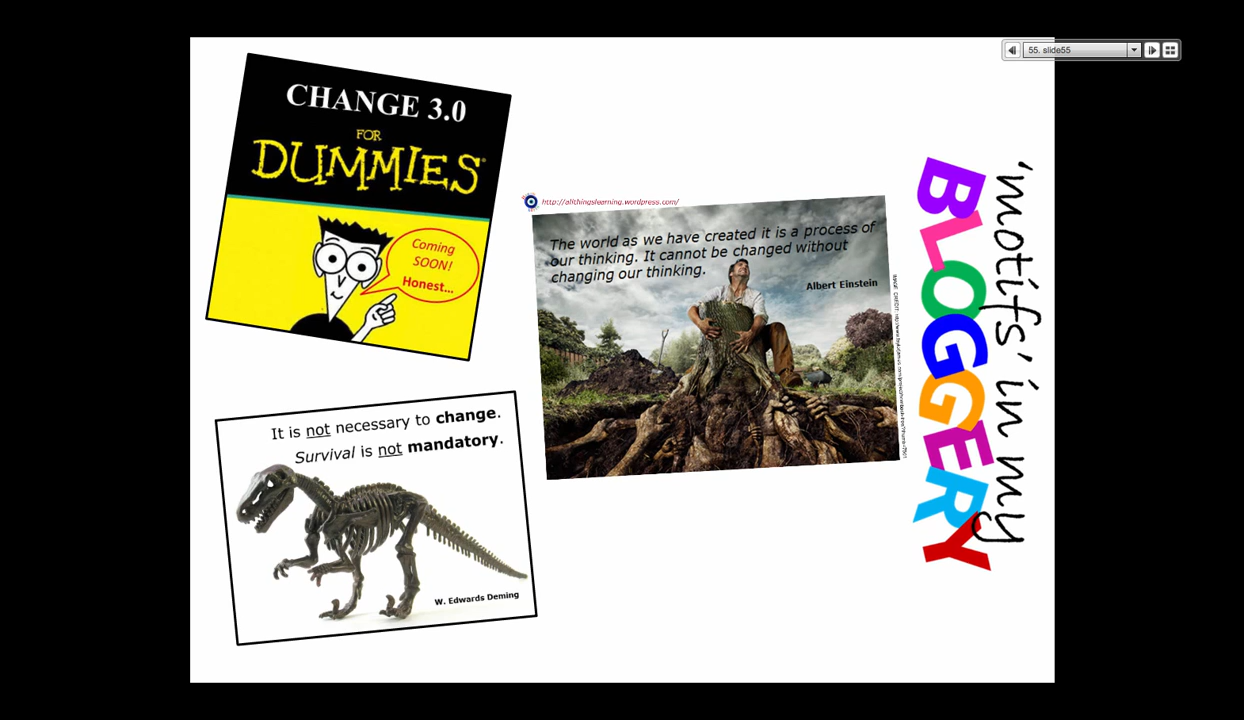 55. slide55
CHANGE 3.0
FOR
DUMMIES
Coming
SOON!
Honest...
http://allthingslearning.wordpress.com/
The world as we have created it is a process of
our thinking. It cannot be changed without
changing our thinking.
Albert Einstein
It is not necessary to change.
Survival is not mandatory.
W. Edwards Deming
'motifs' in my
BLOGGERY